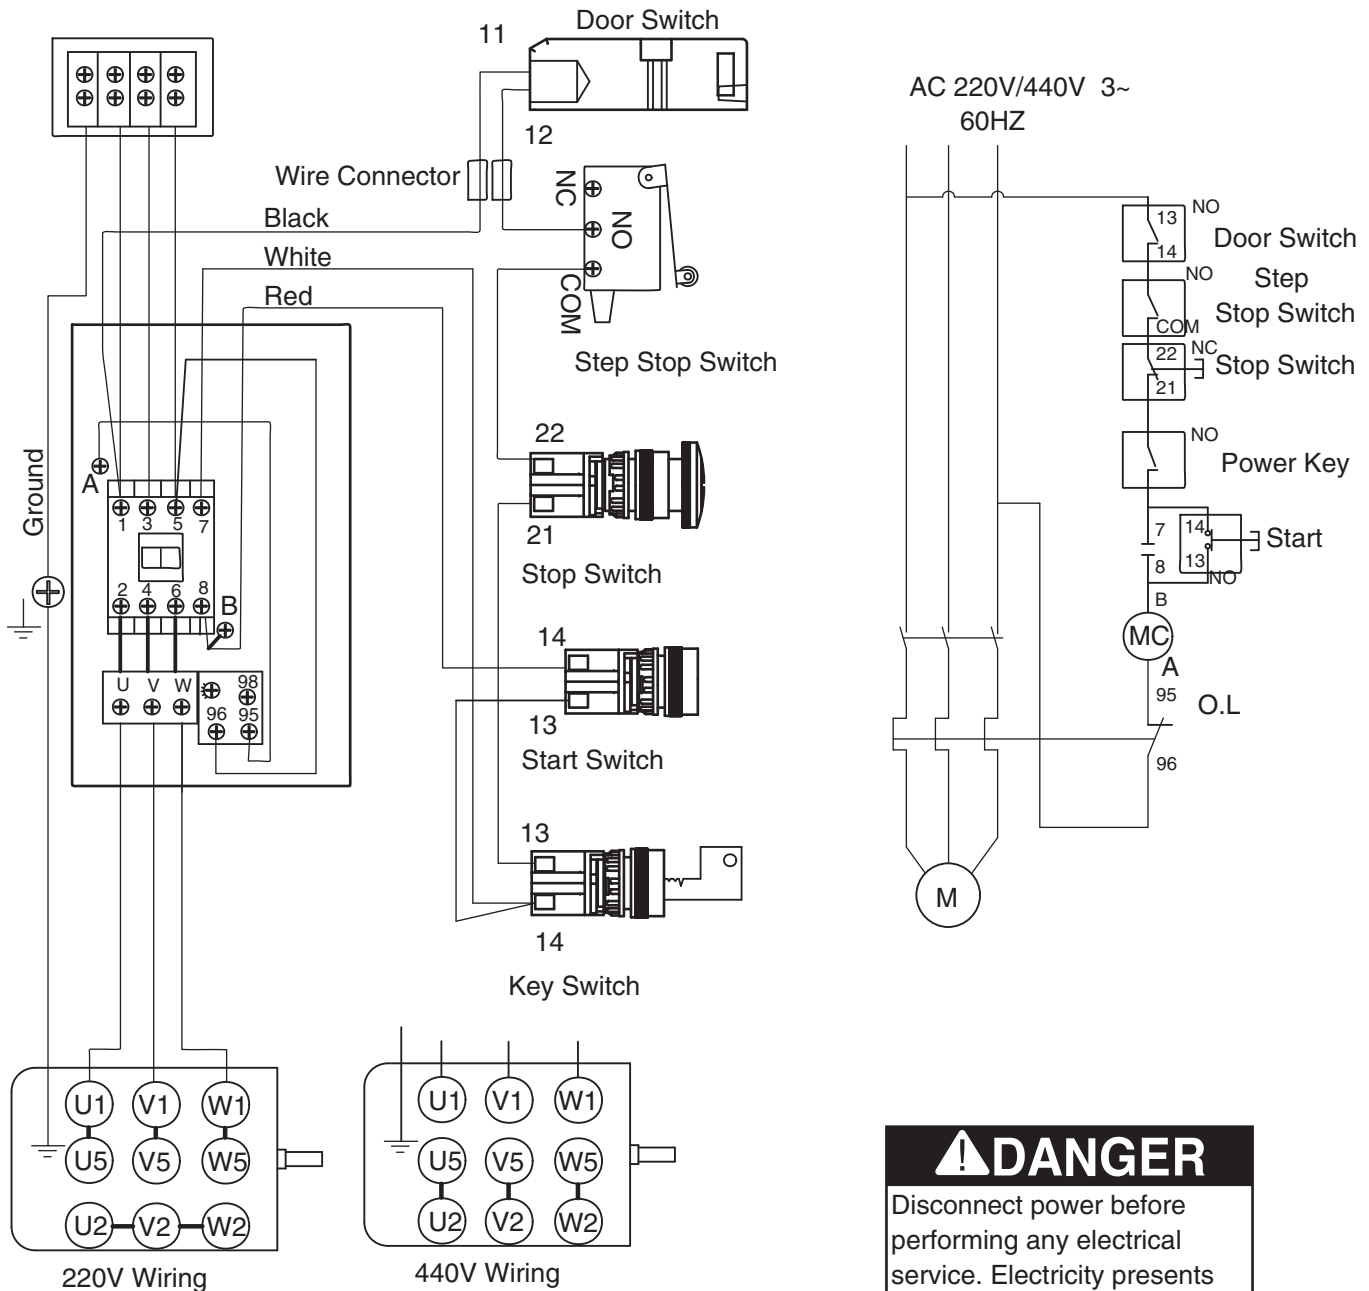 Door Switch
11
12
Wire Connector
Black
White
Red
NC
NO
COM
Step Stop Switch
Ground
A
1 3 5 7
2 4 6 8
B
U V W
98
96 95
22
21
Stop Switch
14
13
Start Switch
13
14
Key Switch
U1 V1 W1
U5 V5 W5
U2 V2 W2
220V Wiring
U1 V1 W1
U5 V5 W5
U2 V2 W2
440V Wiring
AC 220V/440V 3~
60HZ
13 NO
14
Door Switch
NO
COM
Step
Stop Switch
22 NC
21
Stop Switch
NO
Power Key
7
8
14
13
NO
Start
B
MC
A
95
O.L
96
M
DANGER
Disconnect power before
performing any electrical
service. Electricity presents